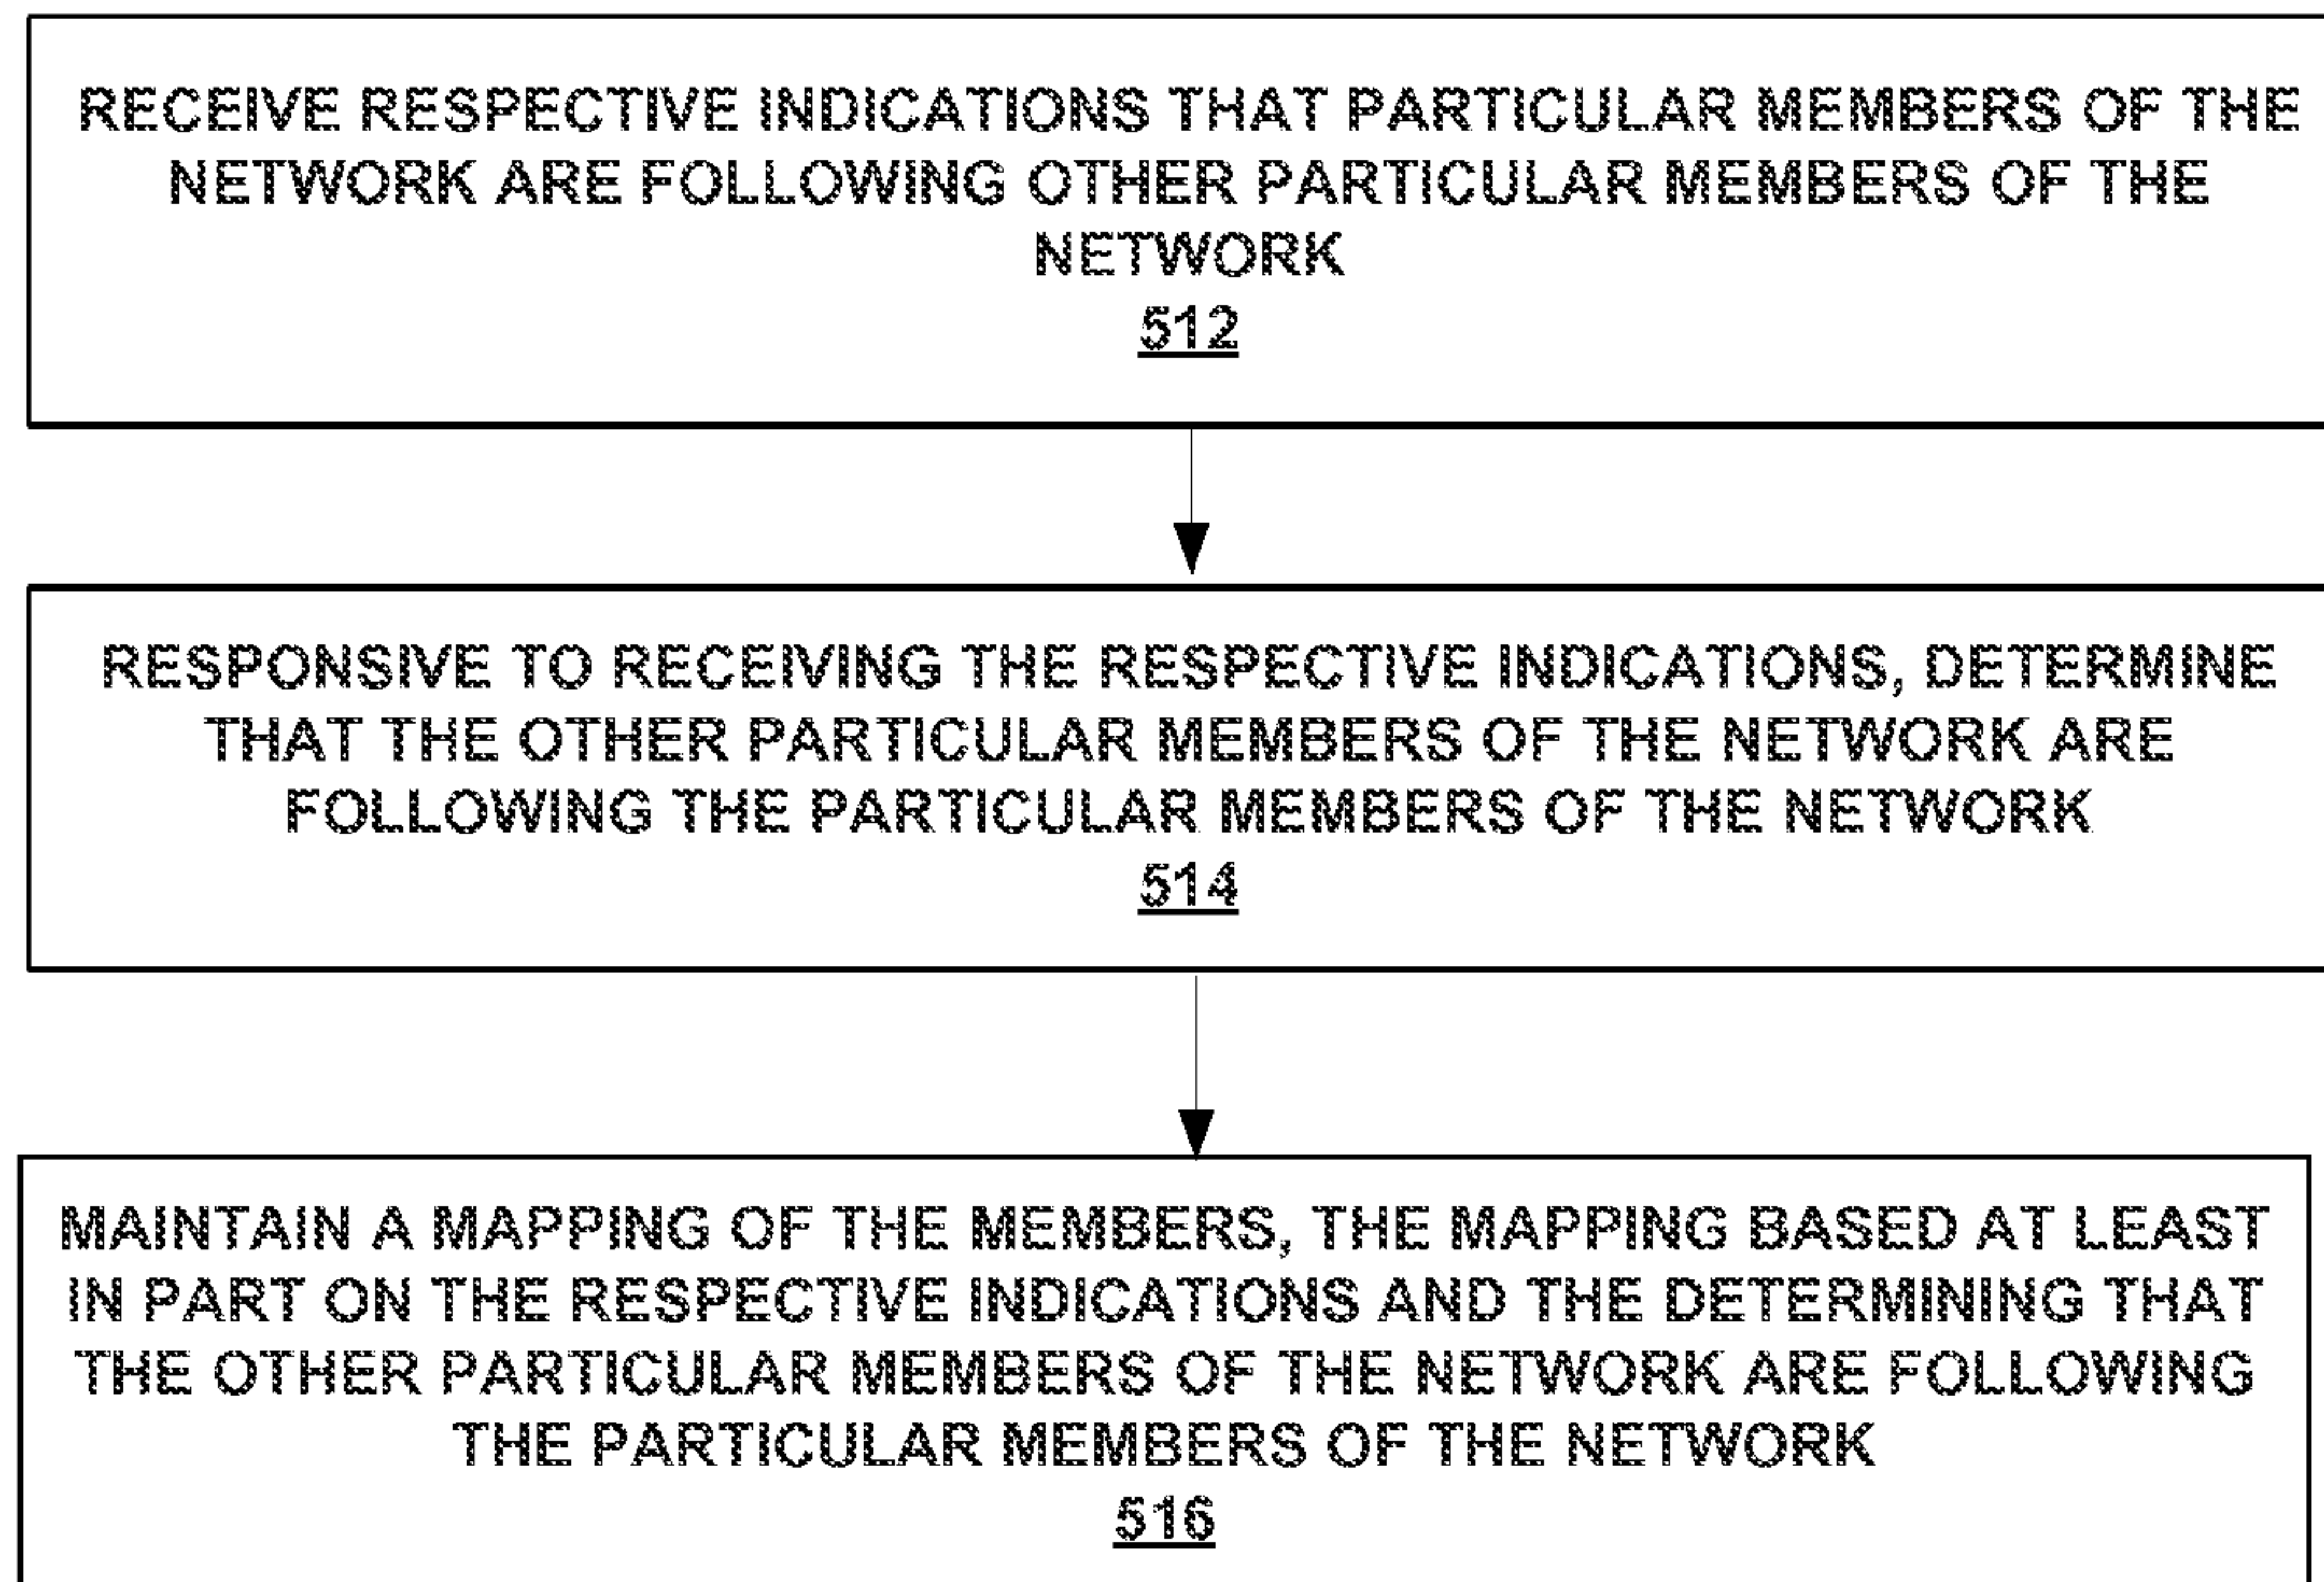 RECEIVE RESPECTIVE INDICATIONS THAT PARTICULAR MEMBERS OF THE
NETWORK ARE FOLLOWING OTHER PARTICULAR MEMBERS OF THE
NETWORK
512
RESPONSIVE TO RECEIVING THE RESPECTIVE INDICATIONS, DETERMINE
THAT THE OTHER PARTICULAR MEMBERS OF THE NETWORK ARE
FOLLOWING THE PARTICULAR MEMBERS OF THE NETWORK
514
MAINTAIN A MAPPING OF THE MEMBERS, THE MAPPING BASED AT LEAST
IN PART ON THE RESPECTIVE INDICATIONS AND THE DETERMINING THAT
THE OTHER PARTICULAR MEMBERS OF THE NETWORK ARE FOLLOWING
THE PARTICULAR MEMBERS OF THE NETWORK
516